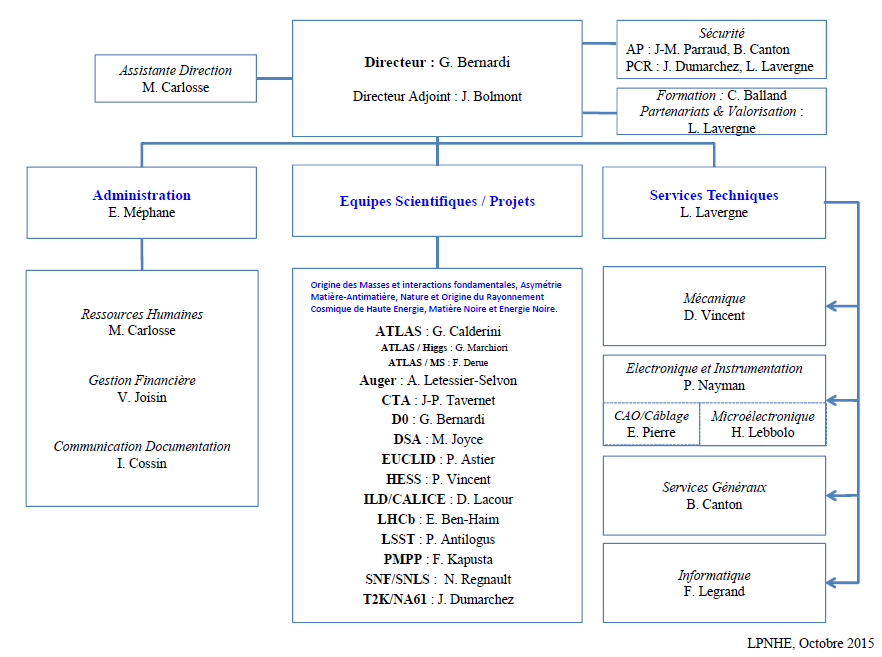 Sécurité
AP : J-M. Parraud, B. Canton
PCR : J. Dumarchez, L. Lavergne
Directeur : G. Bernardi
Directeur Adjoint : J. Bolmont
Assistante Direction
M. Carlosse
Formation : C. Balland
Partenariats & Valorisation :
L. Lavergne
Administration
E. Méphane
Equipes Scientifiques / Projets
Services Techniques
L. Lavergne
Ressources Humaines
M. Carlosse
Gestion Financière
V. Joisin
Communication Documentation
I. Cossin
Origine des Masses et interactions fondamentales, Asymétrie
Matière-Antimatière, Nature et Origine du Rayonnement
Cosmique de Haute Energie, Matière Noire et Energie Noire.
ATLAS : G. Calderini
ATLAS / Higgs : G. Marchiori
ATLAS / MS : F. Derue
Auger : A. Letessier-Selvon
CTA : J-P. Tavernet
D0 : G. Bernardi
DSA : M. Joyce
EUCLID : P. Astier
HESS : P. Vincent
ILD/CALICE : D. Lacour
LHCb : E. Ben-Haim
LSST : P. Antilogus
PMPP : F. Kapusta
SNF/SNLS : N. Regnault
T2K/NA61 : J. Dumarchez
Mécanique
D. Vincent
Electronique et Instrumentation
P. Nayman
CAO/Câblage
E. Pierre
Microélectronique
H. Lebbolo
Services Généraux
B. Canton
Informatique
F. Legrand
LPNHE, Octobre 2015